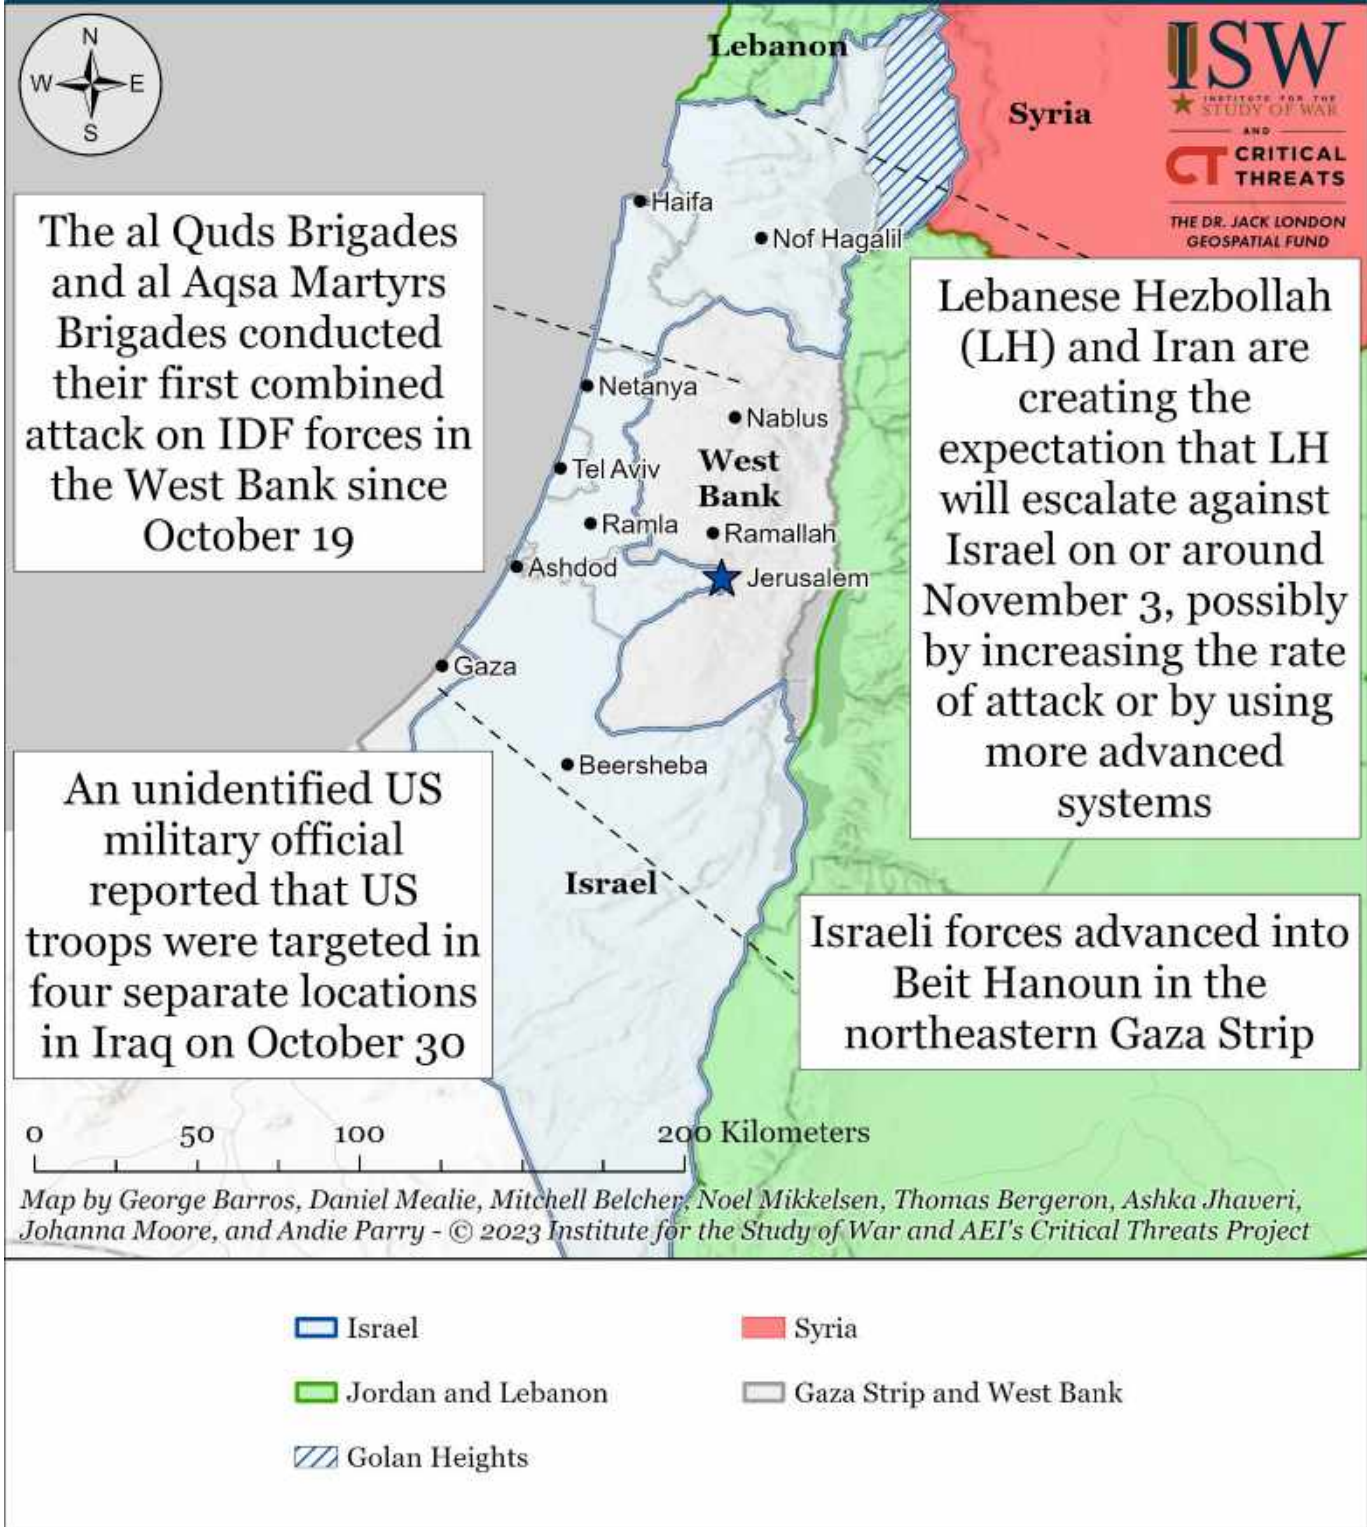 N
W
E
S
Lebanon
Syria
ISW
INSTITUTE FOR THE
STUDY OF WAR
AND
CT CRITICAL
THREATS
THE DR. JACK LONDON
GEOSPATIAL FUND
Haifa
Nof Hagalil
The al Quds Brigades
and al Aqsa Martyrs
Brigades conducted
their first combined
attack on IDF forces in
the West Bank since
October 19
Lebanese Hezbollah
(LH) and Iran are
creating the
expectation that LH
will escalate against
Israel on or around
November 3, possibly
by increasing the rate
of attack or by using
more advanced
systems
Netanya
Nablus
Tel Aviv
West
Bank
Ramla
Ramallah
Ashdod
Jerusalem
Gaza
Beersheba
Israel
An unidentified US
military official
reported that US
troops were targeted in
four separate locations
in Iraq on October 30
Israeli forces advanced into
Beit Hanoun in the
northeastern Gaza Strip
0 50 100 200 Kilometers
Map by George Barros, Daniel Mealie, Mitchell Belcher, Noel Mikkelsen, Thomas Bergeron, Ashka Jhaveri,
Johanna Moore, and Andie Parry - © 2023 Institute for the Study of War and AEI's Critical Threats Project
Israel
Syria
Jordan and Lebanon
Gaza Strip and West Bank
Golan Heights